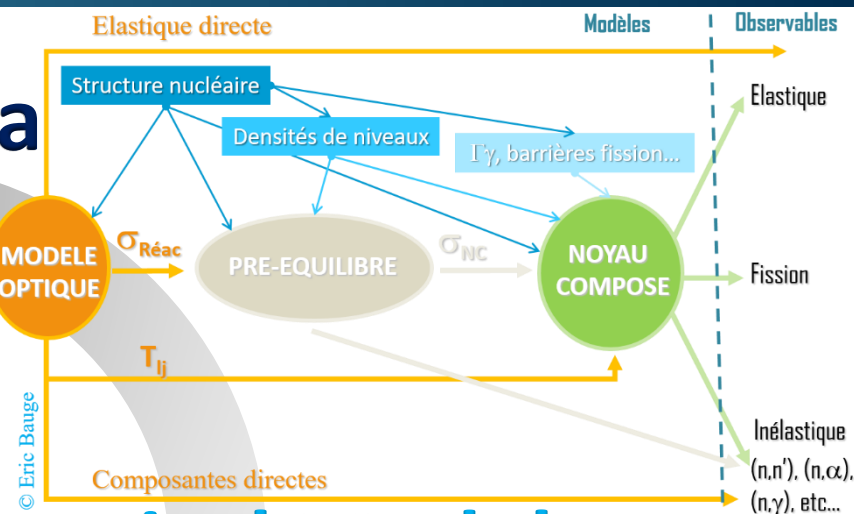 Elastique directe
Modèles
Observables
Structure nucléaire
a
Densités de niveaux
Γγ, barrières fission...
Elastique
MODELE
OPTIQUE
σRéac
PRE-EQUILIBRE
σNC
NOYAU
COMPOSE
Fission
Tlj
© Eric Bauge
Inélastique
(n,n'), (n,α),
(n,γ), etc...
Composantes directes